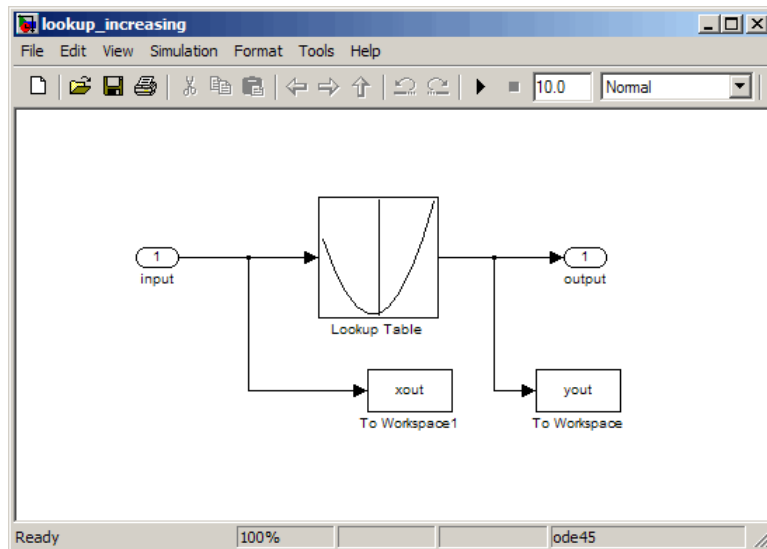 lookup_increasing
File Edit View Simulation Format Tools Help
10.0 Normal
1
input
Lookup Table
1
output
xout
To Workspace1
yout
To Workspace
Ready 100% ode45